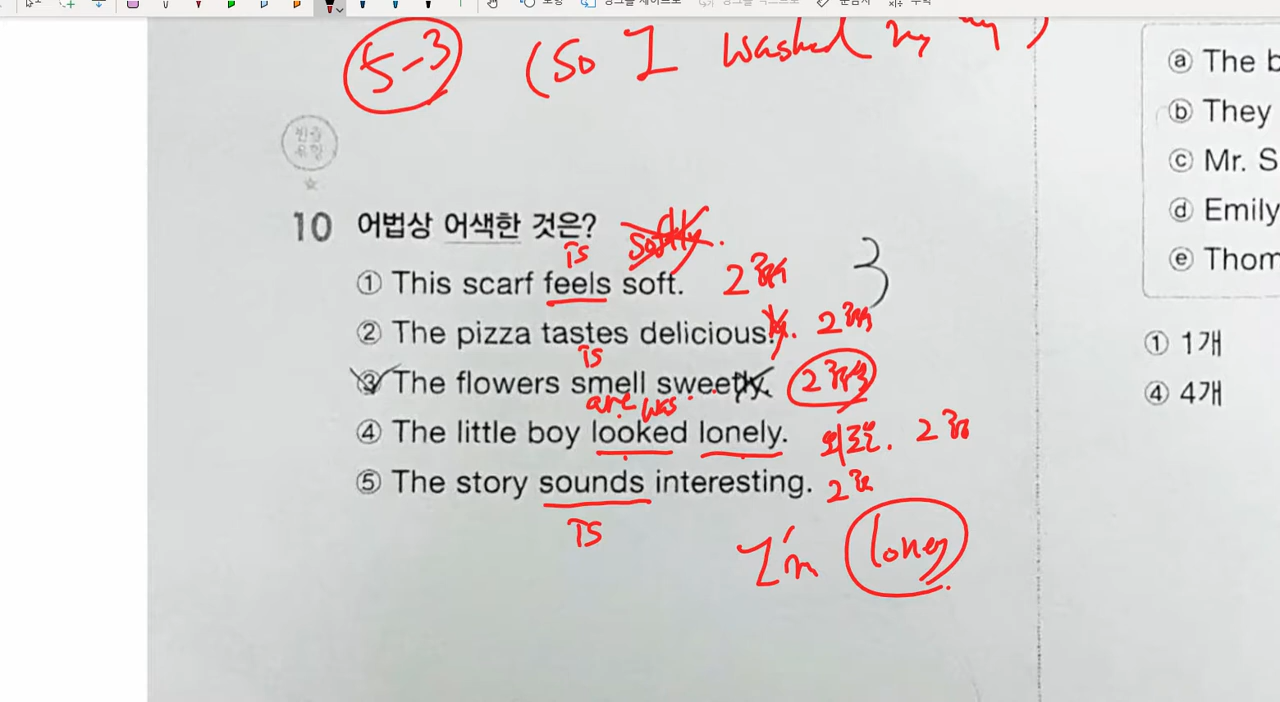 5-3 (So I washed my
빈출
유형
10 어법상 어색한 것은? softly.
is
① This scarf feels soft. 2형식
3
② The pizza tastes delicious. 2형식
is
③ The flowers smell sweetly. 2형식
are was
④ The little boy looked lonely. 외로운. 2형
⑤ The story sounds interesting. 2형
is
I'm lonely.
ⓐ The b
ⓑ They
ⓒ Mr. S
ⓓ Emily
ⓔ Thom
① 1개
④ 4개